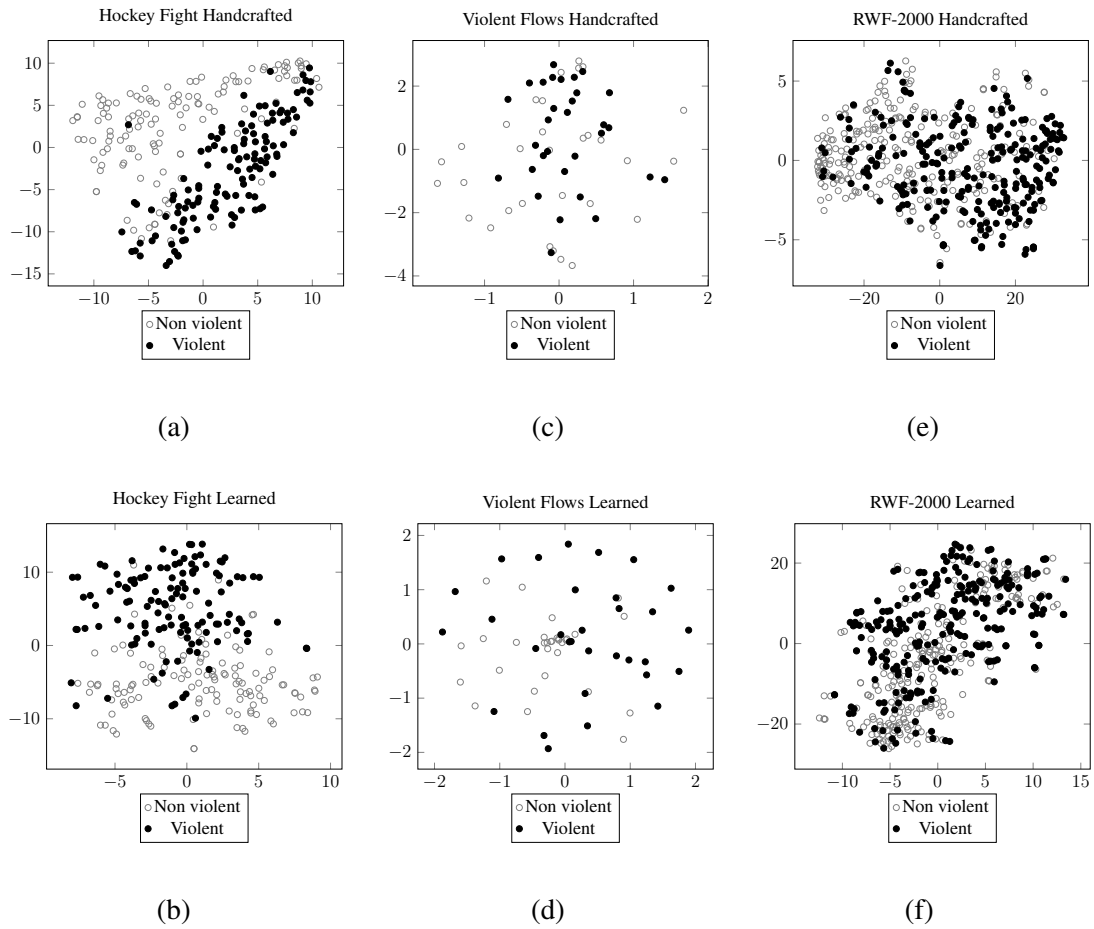 Hockey Fight Handcrafted
10
5
0
−5
−10
−15
−10
−5
0
5
10
Non violent
Violent
(a)
Violent Flows Handcrafted
2
0
−2
−4
−1
0
1
2
Non violent
Violent
(c)
RWF-2000 Handcrafted
5
0
−5
−20
0
20
Non violent
Violent
(e)
Hockey Fight Learned
10
0
−10
−5
0
5
10
Non violent
Violent
(b)
Violent Flows Learned
2
1
0
−1
−2
−2
−1
0
1
2
Non violent
Violent
(d)
RWF-2000 Learned
20
0
−20
−10
−5
0
5
10
15
Non violent
Violent
(f)